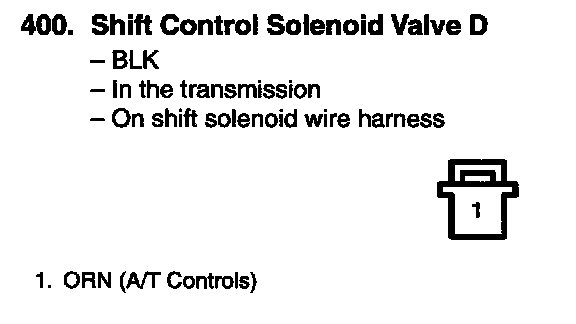 400. Shift Control Solenoid Valve D
– BLK
– In the transmission
– On shift solenoid wire harness
1
1. ORN (A/T Controls)